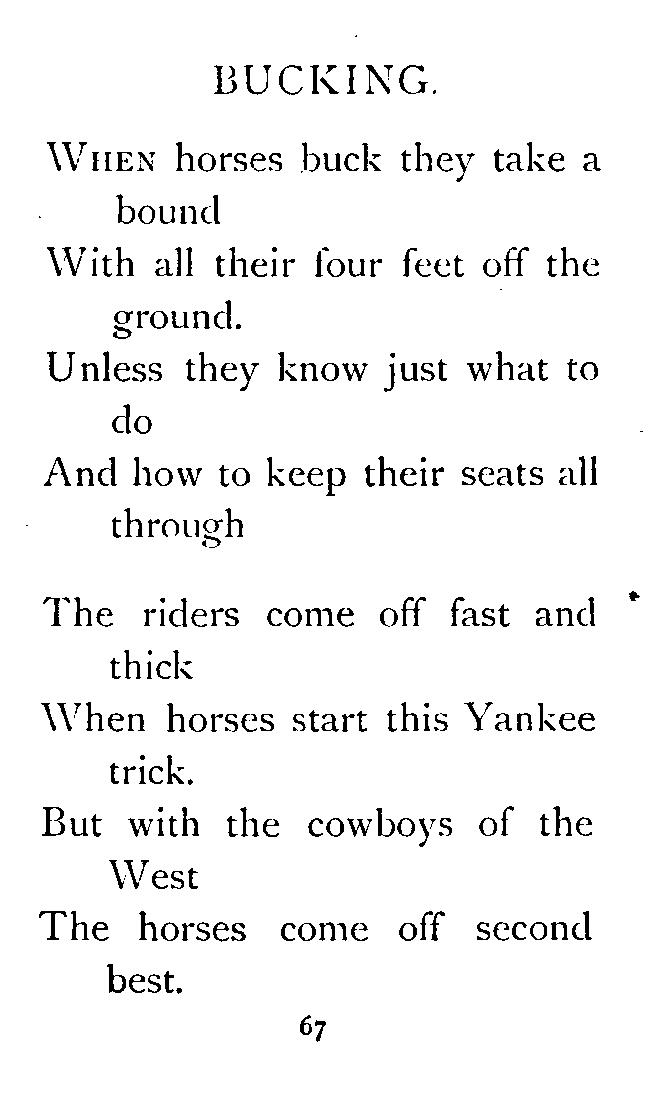 BUCKING.
WHEN horses buck they take a
bound
With all their four feet off the
ground.
Unless they know just what to
do
And how to keep their seats all
through
The riders come off fast and
thick
When horses start this Yankee
trick.
But with the cowboys of the
West
The horses come off second
best.
67